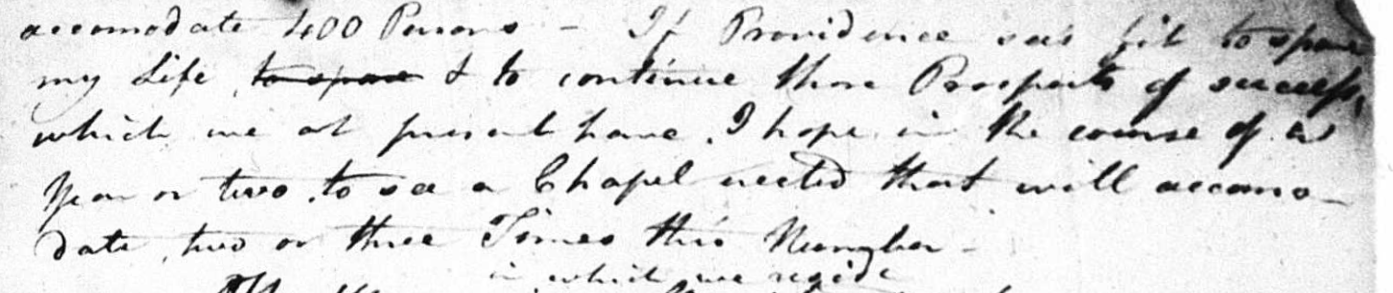 accomodate 400 Persons - If Providence sees fit to spare
my Life to spare & to continue those Prospects of success,
which we at present have, I hope in the course of a
Year or two, to see a Chapel erected that will accomo-
date, two or three Times this Number -
in which we reside